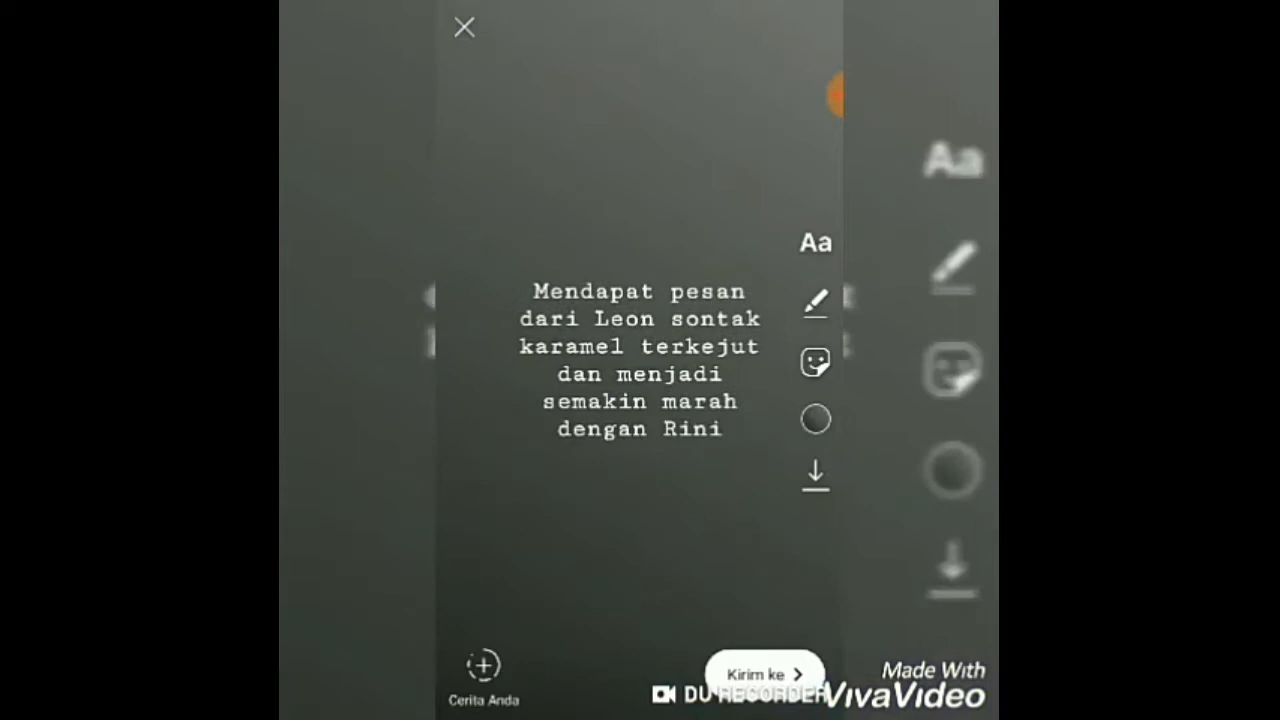 Aa
Aa
Mendapat pesan
dari Leon sontak
karamel terkejut
dan menjadi
semakin marah
dengan Rini
Kirim ke
Cerita Anda
DU RECORDER
Made With
VivaVideo